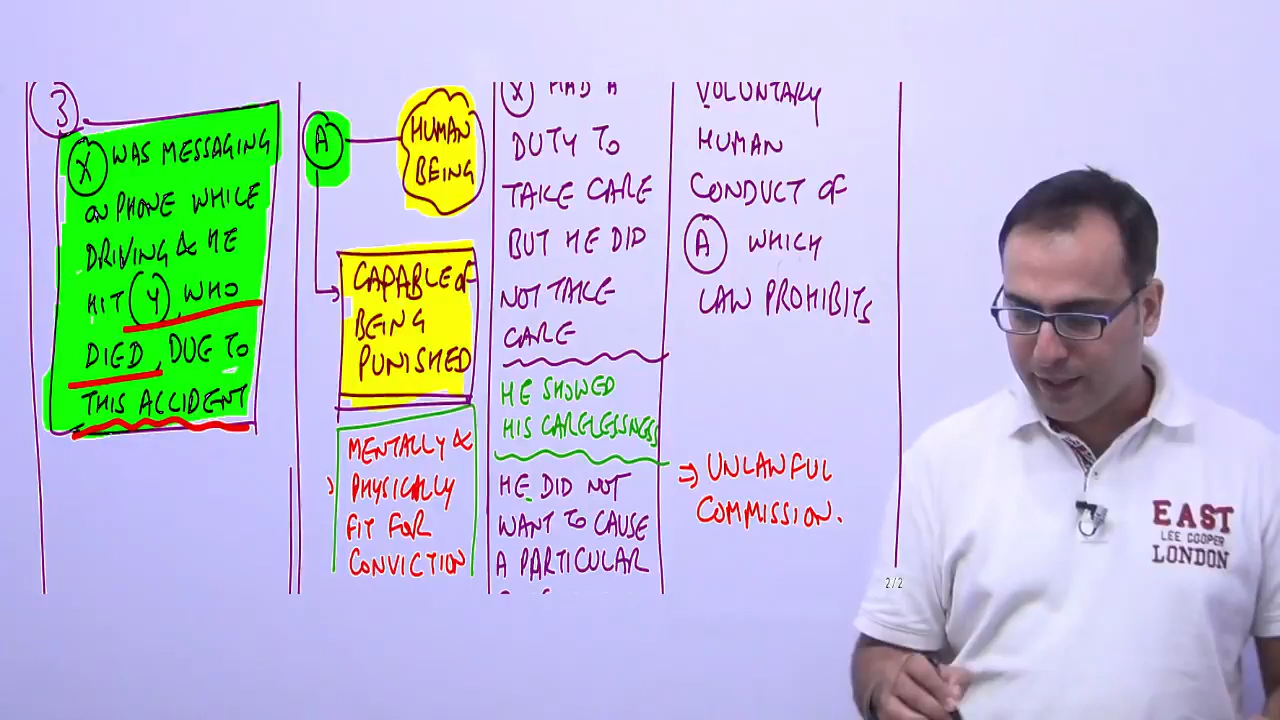 3
X WAS MESSAGING
ON PHONE WHILE
DRIVING & HE
HIT Y, WHO
DIED, DUE TO
THIS ACCIDENT
A
HUMAN
BEING
CAPABLE OF
BEING
PUNISHED
MENTALLY &
PHYSICALLY
FIT FOR
CONVICTION
X HAD A
DUTY TO
TAKE CARE
BUT HE DID
NOT TAKE
CARE
HE SHOWED
HIS CARELESSNESS
HE DID NOT
WANT TO CAUSE
A PARTICULAR
VOLUNTARY
HUMAN
CONDUCT OF
A WHICH
LAW PROHIBITS
⇒ UNLAWFUL
COMMISSION.
2/2
EAST
LEE COOPER
LONDON